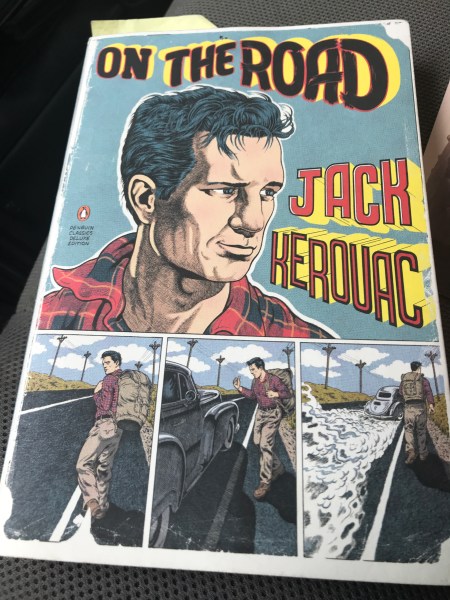 ON THE ROAD
JACK
KEROUAC
PENGUIN
CLASSICS
DELUXE
EDITION